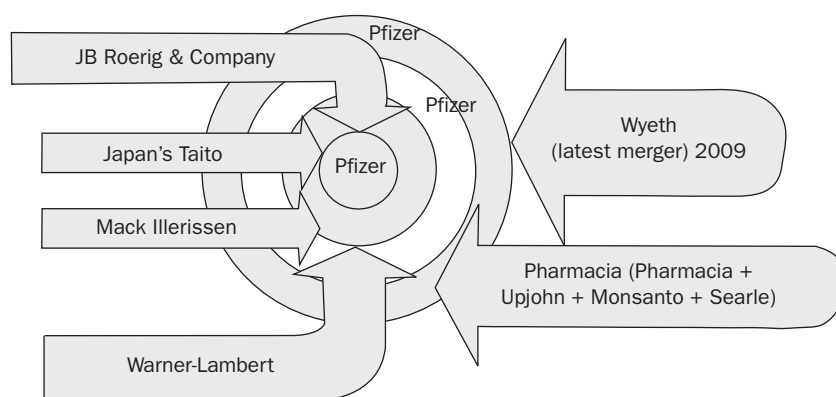 Pfizer
JB Roerig & Company
Pfizer
Wyeth
(latest merger) 2009
Japan's Taito
Pfizer
Mack Illerissen
Pharmacia (Pharmacia +
Upjohn + Monsanto + Searle)
Warner-Lambert